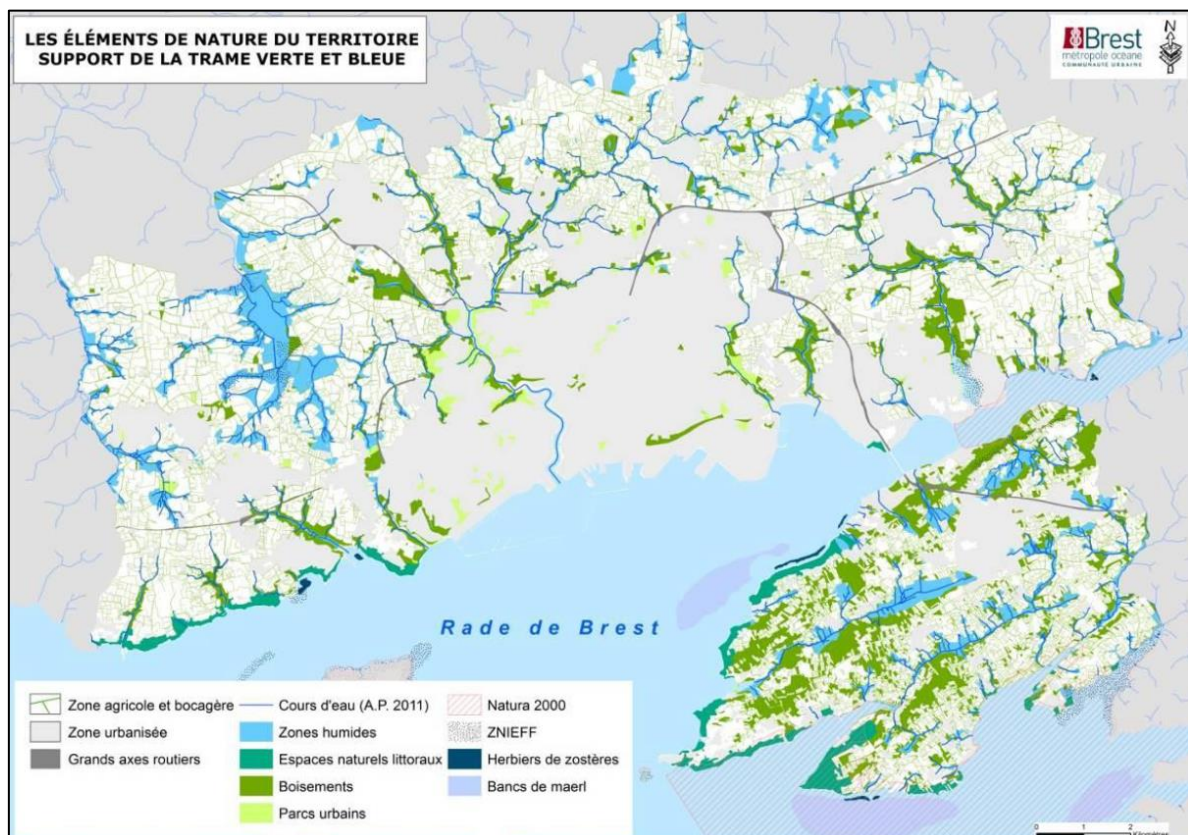 LES ÉLÉMENTS DE NATURE DU TERRITOIRE
SUPPORT DE LA TRAME VERTE ET BLEUE
Brest
métropole océane
COMMUNAUTÉ URBAINE
N
Rade de Brest
Zone agricole et bocagère
Zone urbanisée
Grands axes routiers
Cours d'eau (A.P. 2011)
Zones humides
Espaces naturels littoraux
Boisements
Parcs urbains
Natura 2000
ZNIEFF
Herbiers de zostères
Bancs de maerl
0 1 2
Kilomètres